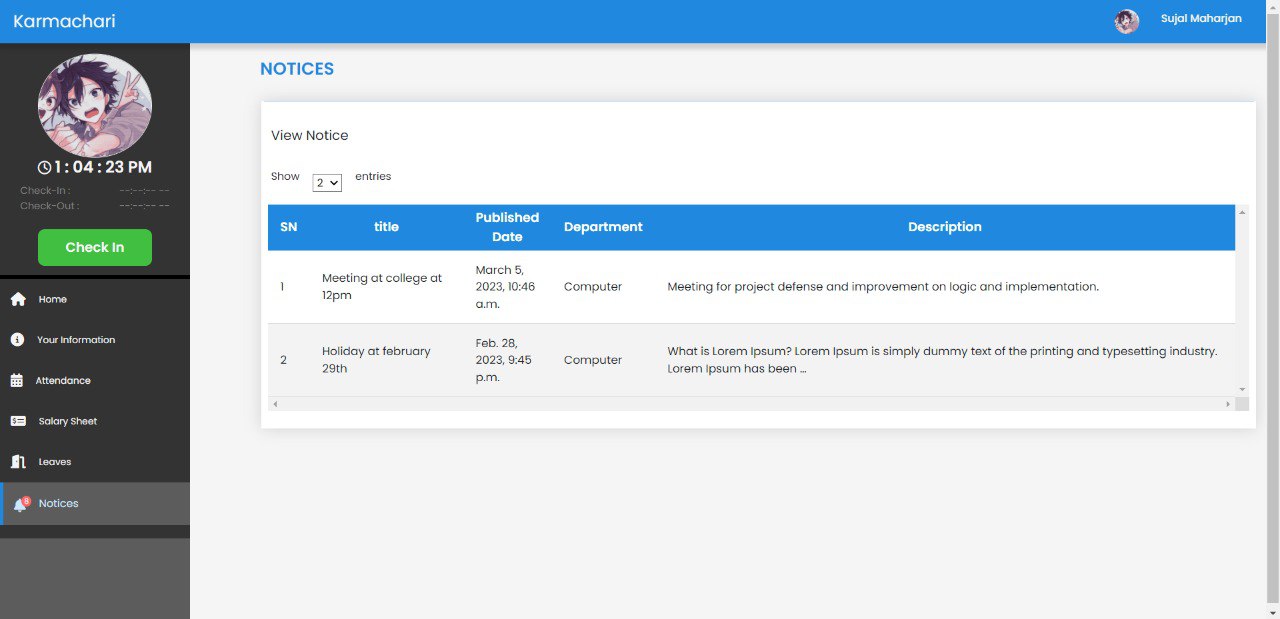 Karmachari
Sujal Maharjan
1 : 04 : 23 PM
Check-In : --:--:-- --
Check-Out : --:--:-- --
Check In
Home
Your Information
Attendance
Salary Sheet
Leaves
Notices
NOTICES
View Notice
Show 2 entries
SN title Published Department Description
Date
1 Meeting at college at 12pm March 5, 2023, 10:46 a.m. Computer Meeting for project defense and improvement on logic and implementation.
2 Holiday at february 29th Feb. 28, 2023, 9:45 p.m. Computer What is Lorem Ipsum? Lorem Ipsum is simply dummy text of the printing and typesetting industry.
Lorem Ipsum has been ...